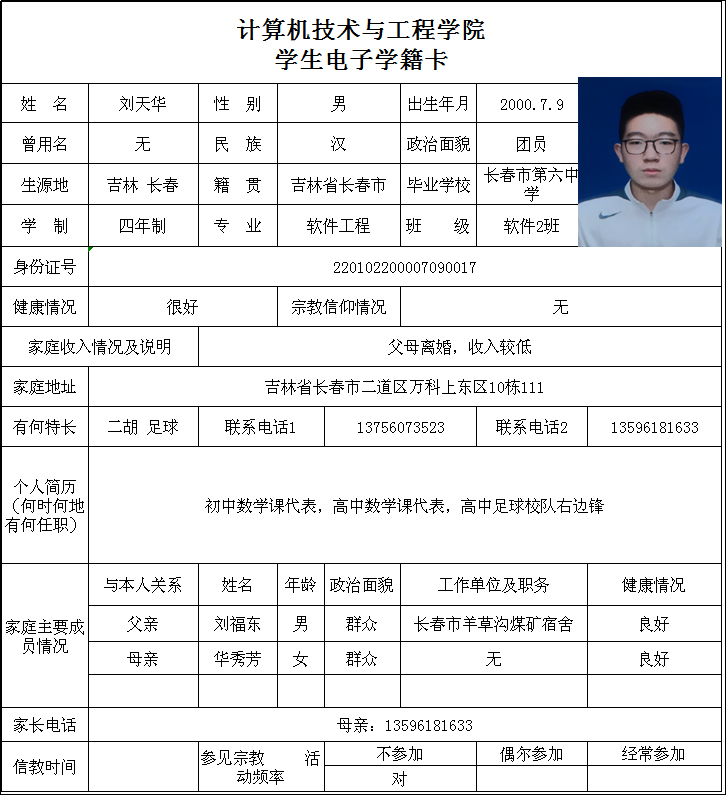 计算机技术与工程学院
学生电子学籍卡
姓 名 刘天华 性 别 男 出生年月 2000.7.9
曾用名 无 民 族 汉 政治面貌 团员
生源地 吉林 长春 籍 贯 吉林省长春市 毕业学校 长春市第六中学
学 制 四年制 专 业 软件工程 班 级 软件2班
身份证号 220102200007090017
健康情况 很好 宗教信仰情况 无
家庭收入情况及说明 父母离婚，收入较低
家庭地址 吉林省长春市二道区万科上东区10栋111
有何特长 二胡 足球 联系电话1 13756073523 联系电话2 13596181633
个人简历
（何时何地
有何任职）
初中数学课代表，高中数学课代表，高中足球校队右边锋
家庭主要成
员情况
与本人关系 姓名 年龄 政治面貌 工作单位及职务 健康情况
父亲 刘福东 男 群众 长春市羊草沟煤矿宿舍 良好
母亲 华秀芳 女 群众 无 良好
家长电话 母亲：13596181633
信教时间 参见宗教 活
动频率
不参加 偶尔参加 经常参加
对